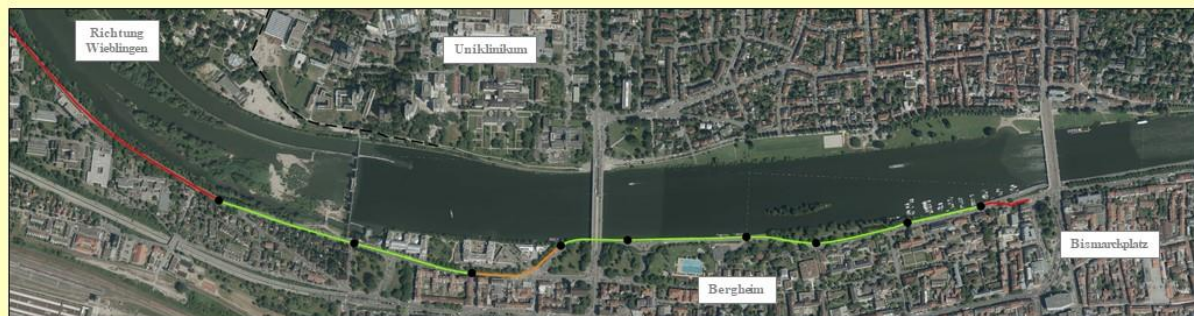 Richtung
Wieblingen
Uniklinikum
Bismarckplatz
Bergheim